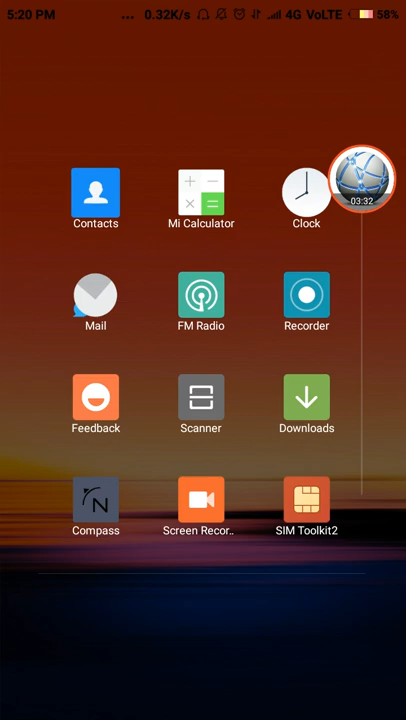 5:20 PM ... 0.32K/s 4G VoLTE 58%
03:32
Contacts Mi Calculator Clock
Mail FM Radio Recorder
Feedback Scanner Downloads
N
Compass Screen Recor.. SIM Toolkit2